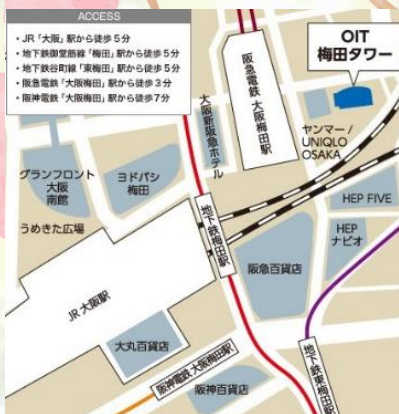 ACCESS
・JR「大阪」駅から徒歩5分
・地下鉄御堂筋線「梅田」駅から徒歩5分
・地下鉄谷町線「東梅田」駅から徒歩5分
・阪急電鉄「大阪梅田」駅から徒歩3分
・阪神電鉄「大阪梅田」駅から徒歩7分
阪急電鉄 大阪梅田駅
OIT
梅田タワー
大阪新阪急ホテル
ヤンマー/
UNIQLO
OSAKA
グランフロント
大阪
南館
ヨドバシ
梅田
うめきた広場
地下鉄梅田駅
HEP FIVE
HEP
ナビオ
阪急百貨店
JR 大阪駅
大丸百貨店
阪神電鉄 大阪梅田駅
阪神百貨店
地下鉄東梅田駅